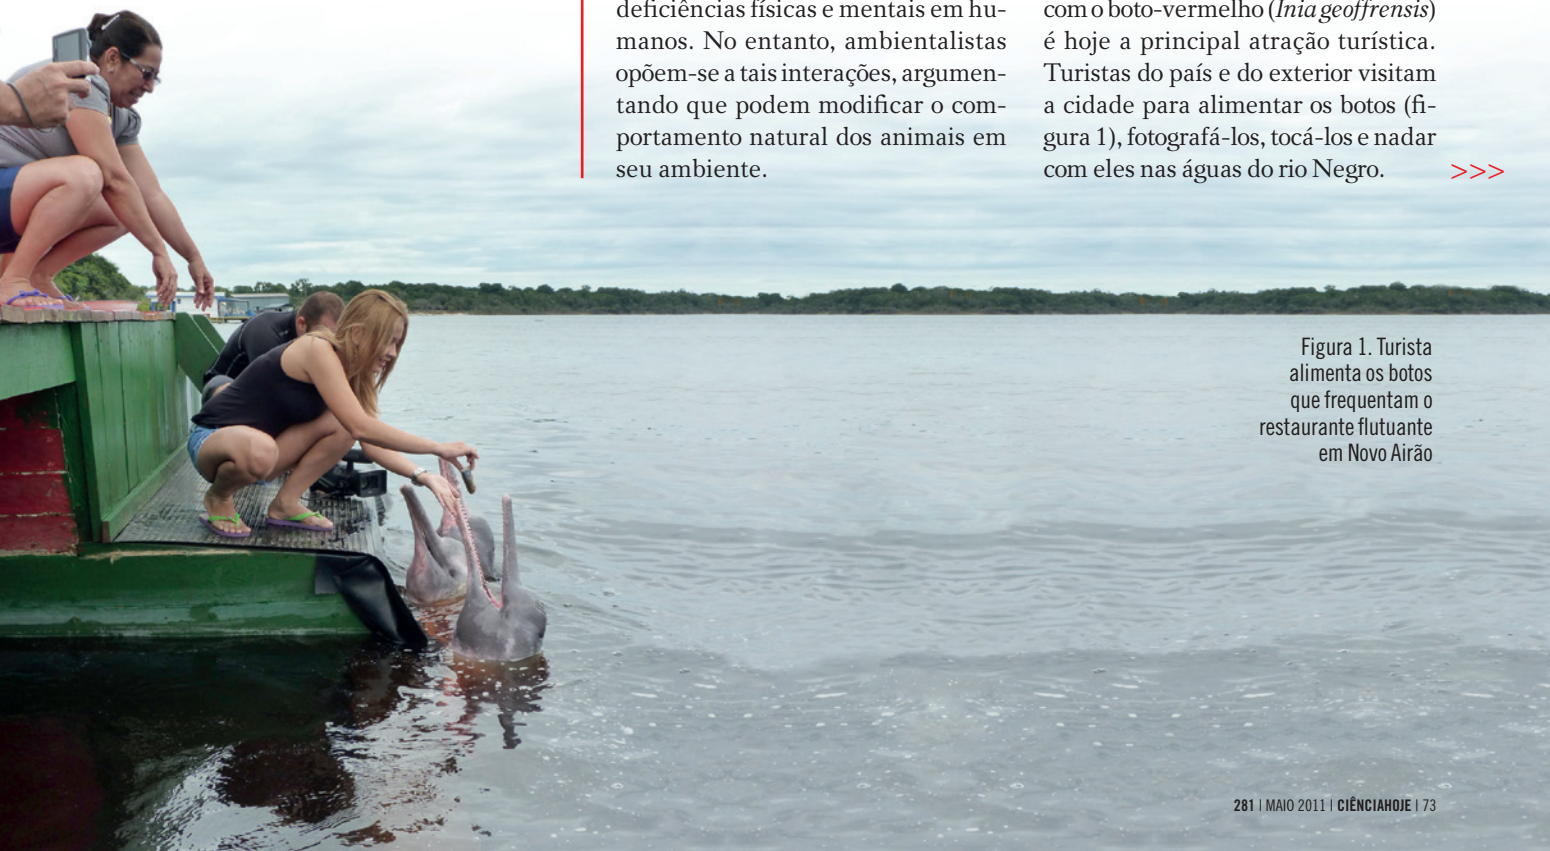 deficiências físicas e mentais em hu-
manos. No entanto, ambientalistas
opõem-se a tais interações, argumen-
tando que podem modificar o com-
portamento natural dos animais em
seu ambiente.
com o boto-vermelho (Inia geoffrensis)
é hoje a principal atração turística.
Turistas do país e do exterior visitam
a cidade para alimentar os botos (fi-
gura 1), fotografá-los, tocá-los e nadar
com eles nas águas do rio Negro.
>>>
Figura 1. Turista
alimenta os botos
que frequentam o
restaurante flutuante
em Novo Airão
281 | MAIO 2011 | CIÊNCIAHOJE | 73